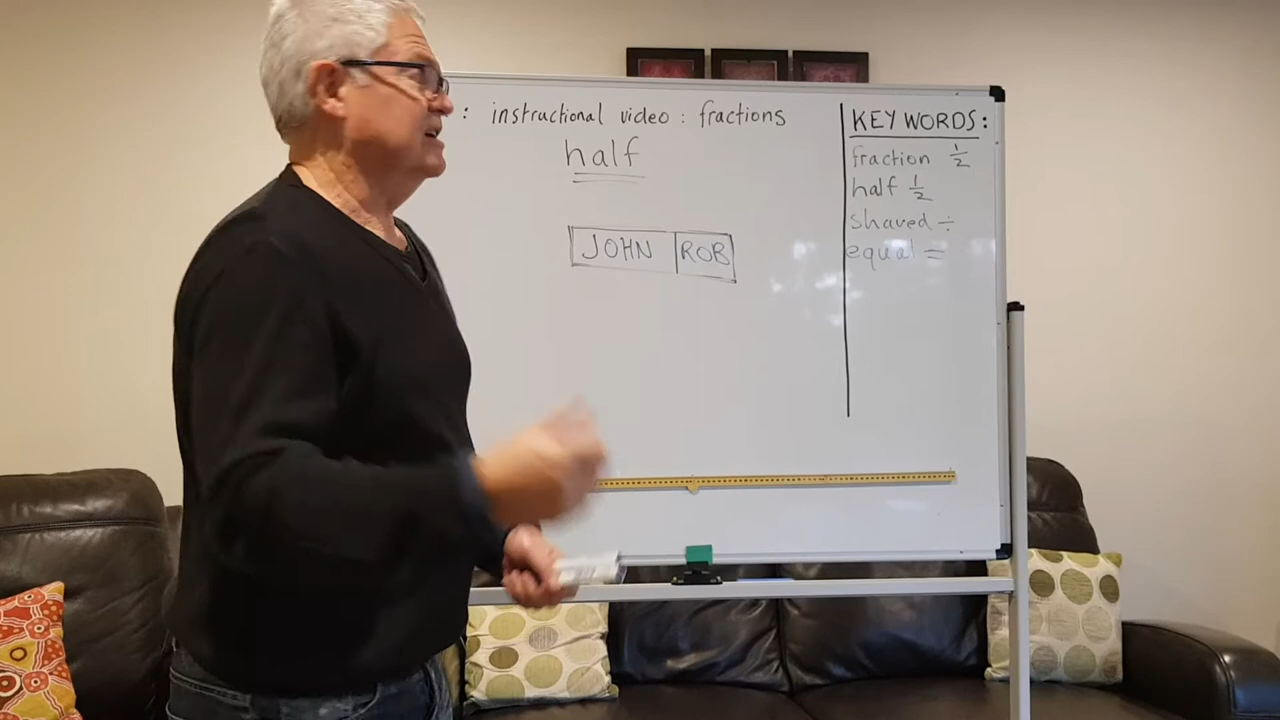 : instructional video : fractions
half
JOHN ROB
KEY WORDS:
fraction 1/2
half 1/2
shared ÷
equal =